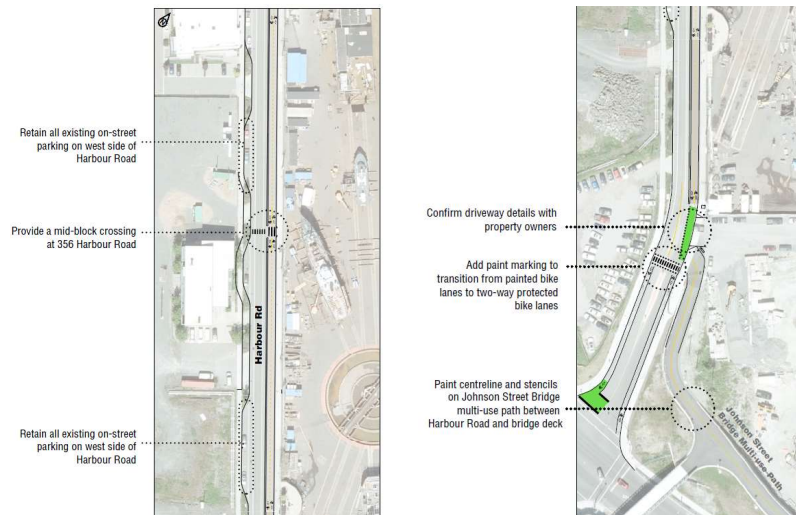 Retain all existing on-street
parking on west side of
Harbour Road
Provide a mid-block crossing
at 356 Harbour Road
Harbour Rd
Retain all existing on-street
parking on west side of
Harbour Road
Confirm driveway details with
property owners
Add paint marking to
transition from painted bike
lanes to two-way protected
bike lanes
Paint centreline and stencils
on Johnson Street Bridge
multi-use path between
Harbour Road and bridge deck
Johnson Street
Bridge Multi-use Path